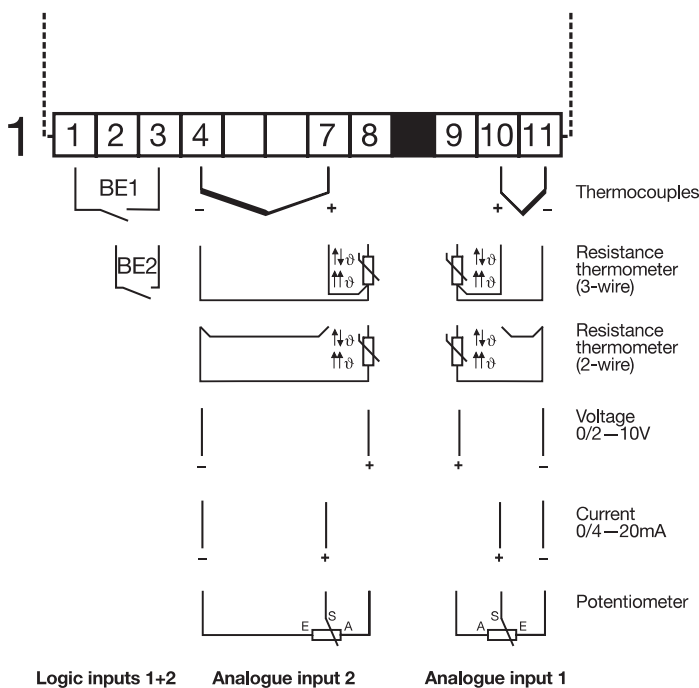 1 1 2 3 4 7 8 9 10 11
BE1 - + + - Thermocouples
BE2 ↑↓ϑ ↑↓ϑ Resistance
↑↑ϑ ↑↑ϑ thermometer
(3-wire)
↑↓ϑ ↑↓ϑ Resistance
↑↑ϑ ↑↑ϑ thermometer
(2-wire)
Voltage
0/2—10V
- + + -
Current
0/4—20mA
- + + -
Potentiometer
E S A A S E
Logic inputs 1+2 Analogue input 2 Analogue input 1